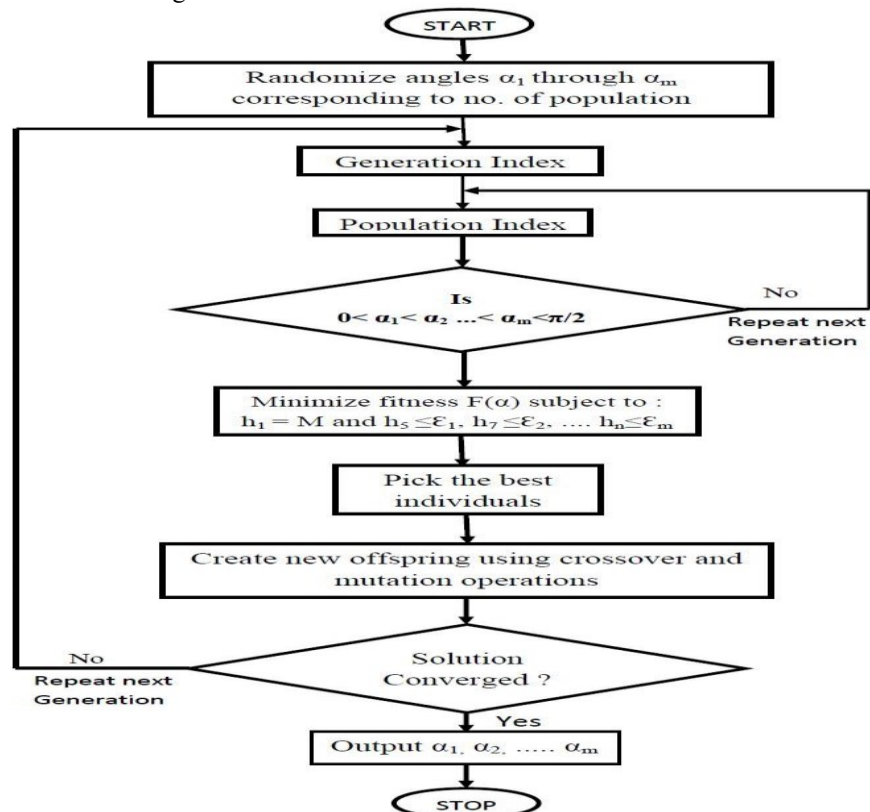 START
Randomize angles α₁ through αₘ
corresponding to no. of population
Generation Index
Population Index
Is
0< α₁< α₂ ...< αₘ<π/2
No
Repeat next
Generation
Minimize fitness F(α) subject to :
h₁ = M and h₅ ≤Ɛ₁, h₇ ≤Ɛ₂, .... hₙ≤Ɛₘ
Pick the best
individuals
Create new offspring using crossover and
mutation operations
Solution
Converged ?
No
Repeat next
Generation
Yes
Output α₁, α₂, ..... αₘ
STOP